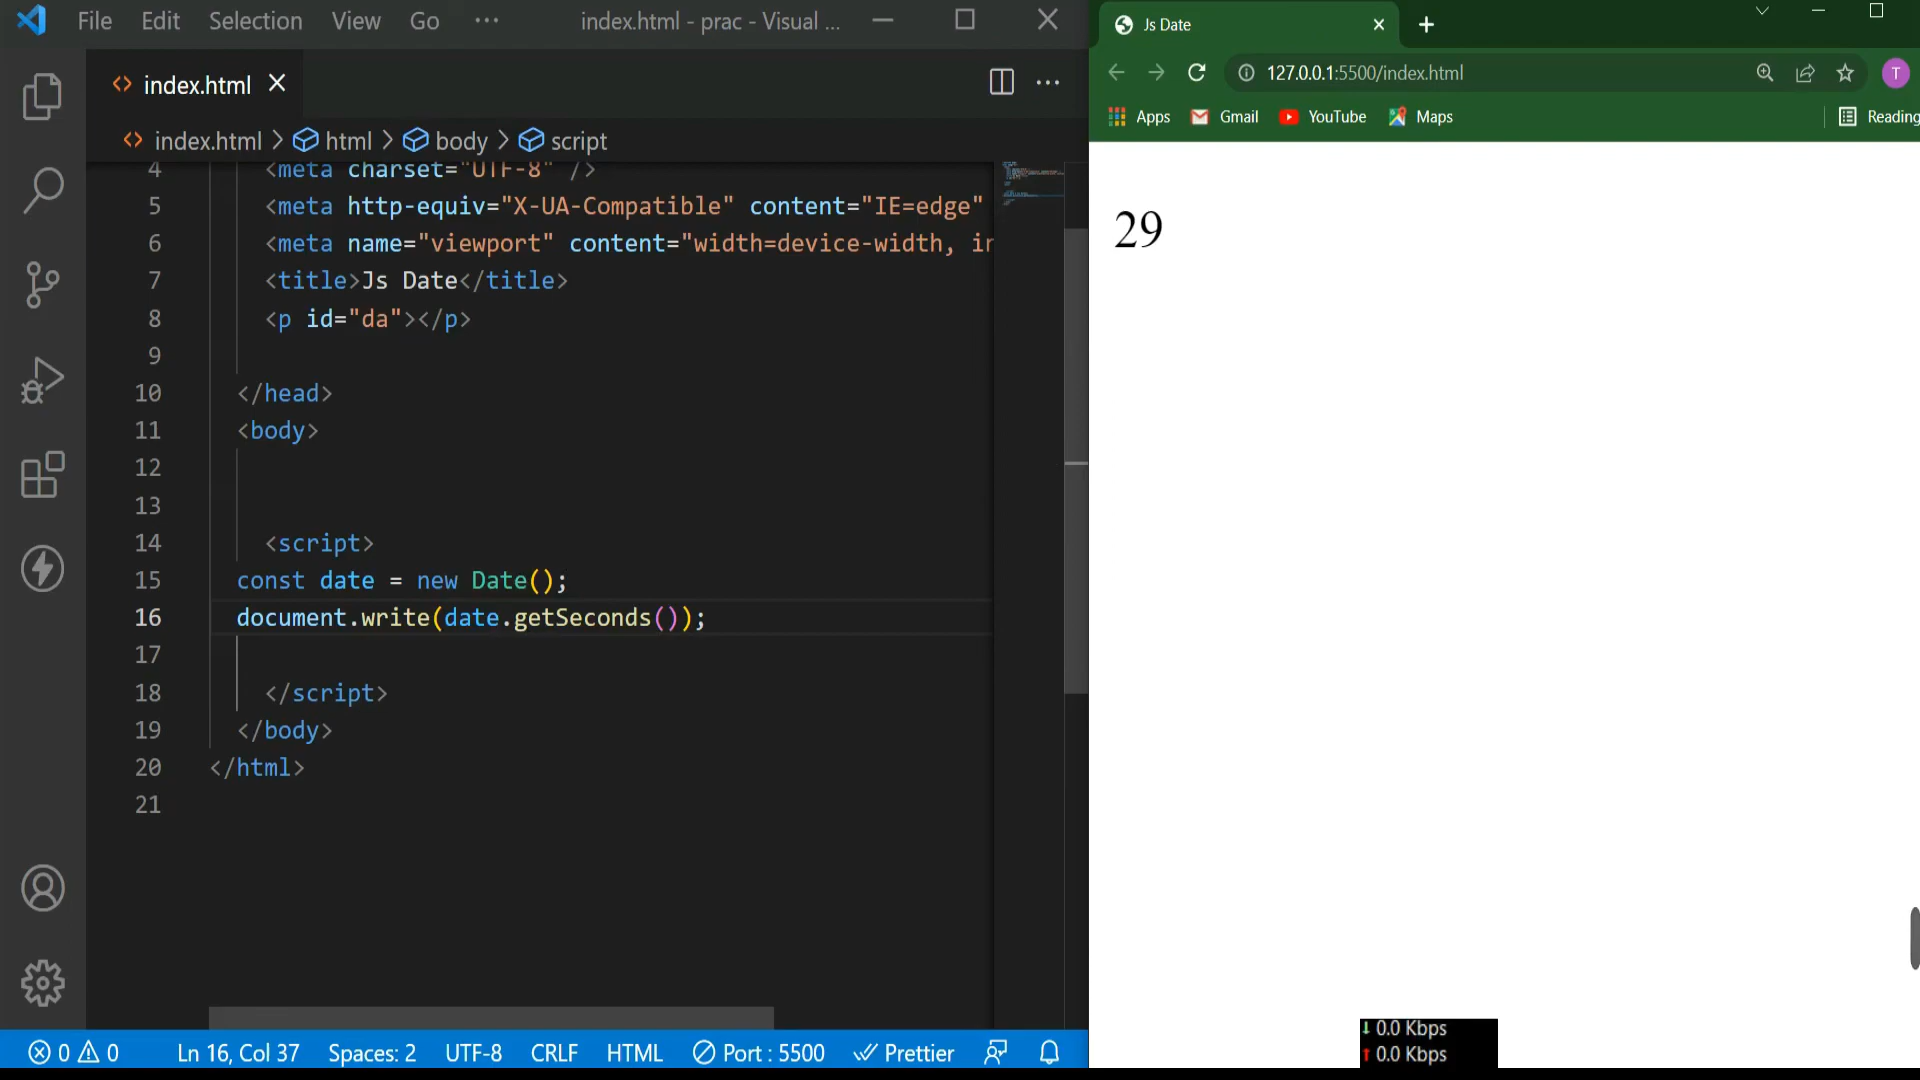 File Edit Selection View Go ··· index.html - prac - Visual ...
index.html
index.html > html > body > script
4 <meta charset="UTF-8" />
5 <meta http-equiv="X-UA-Compatible" content="IE=edge"
6 <meta name="viewport" content="width=device-width, in
7 <title>Js Date</title>
8 <p id="da"></p>
9
10 </head>
11 <body>
12
13
14 <script>
15 const date = new Date();
16 document.write(date.getSeconds());
17
18 </script>
19 </body>
20 </html>
21
0 0 Ln 16, Col 37 Spaces: 2 UTF-8 CRLF HTML Port : 5500 Prettier
Js Date
127.0.0.1:5500/index.html
T
Apps Gmail YouTube Maps Reading
29
0.0 Kbps
0.0 Kbps